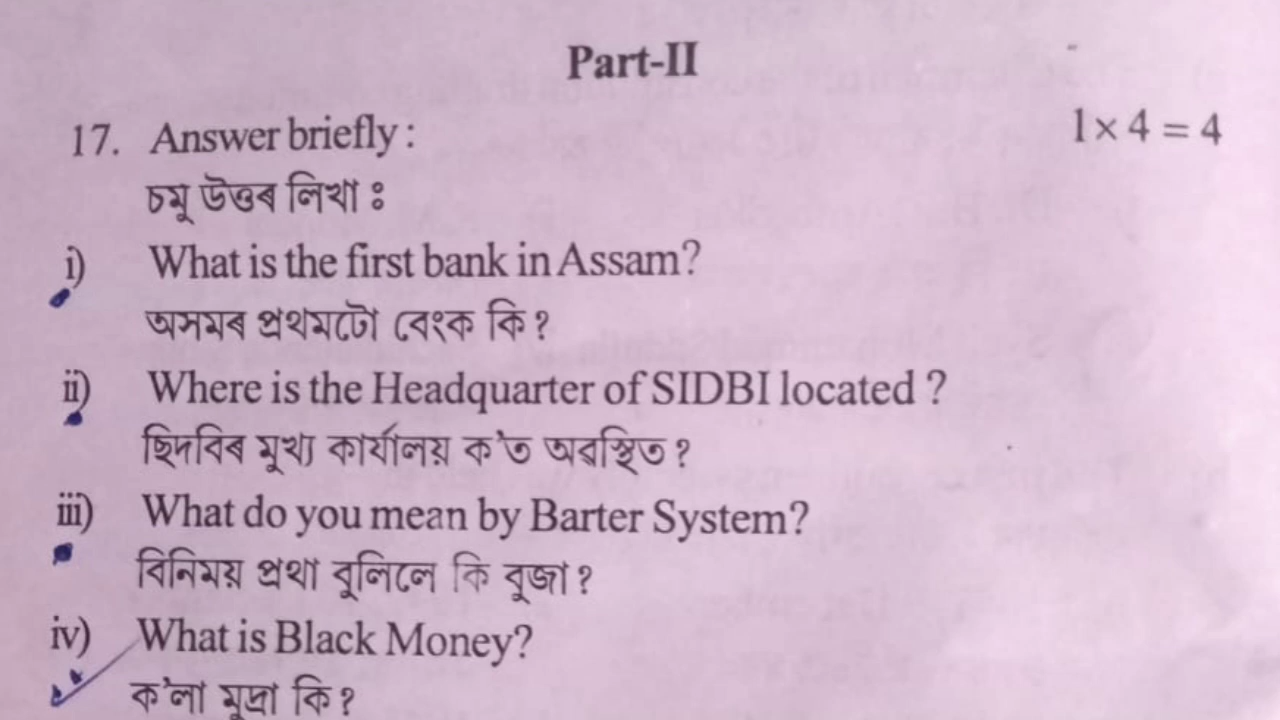 Part-II
17. Answer briefly : 1× 4 = 4
চমু উত্তৰ লিখা ঃ
i) What is the first bank in Assam?
অসমৰ প্ৰথমটো বেংক কি ?
ii) Where is the Headquarter of SIDBI located ?
ছিদবিৰ মুখ্য কাৰ্যালয় ক'ত অৱস্থিত ?
iii) What do you mean by Barter System?
বিনিময় প্ৰথা বুলিলে কি বুজা ?
iv) What is Black Money?
ক'লা মুদ্ৰা কি ?